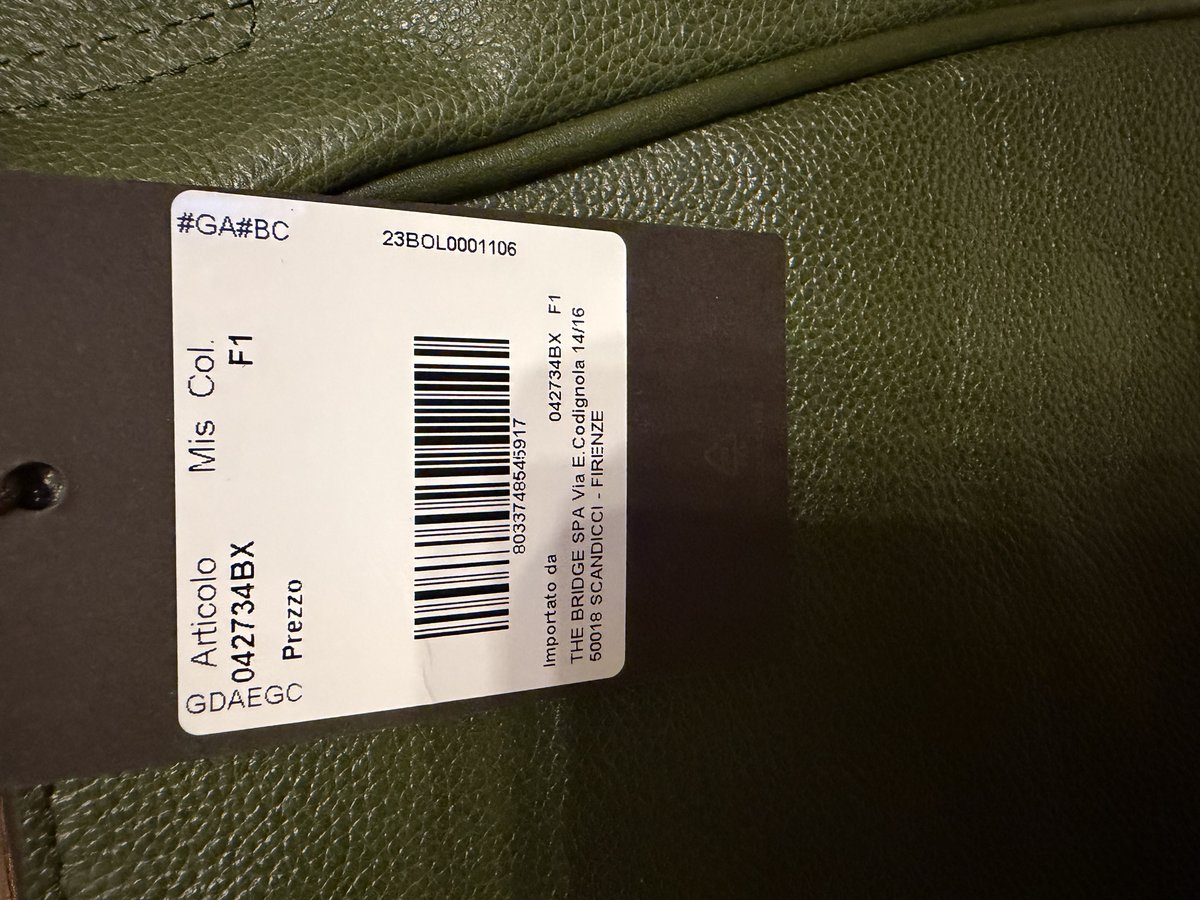 #GA#BC
23BOL0001106
Articolo Mis Col.
042734BX F1
Prezzo
GDAEGC
8033748545917
Importato da 042734BX F1
THE BRIDGE SPA Via E.Codignola 14/16
50018 SCANDICCI - FIRENZE